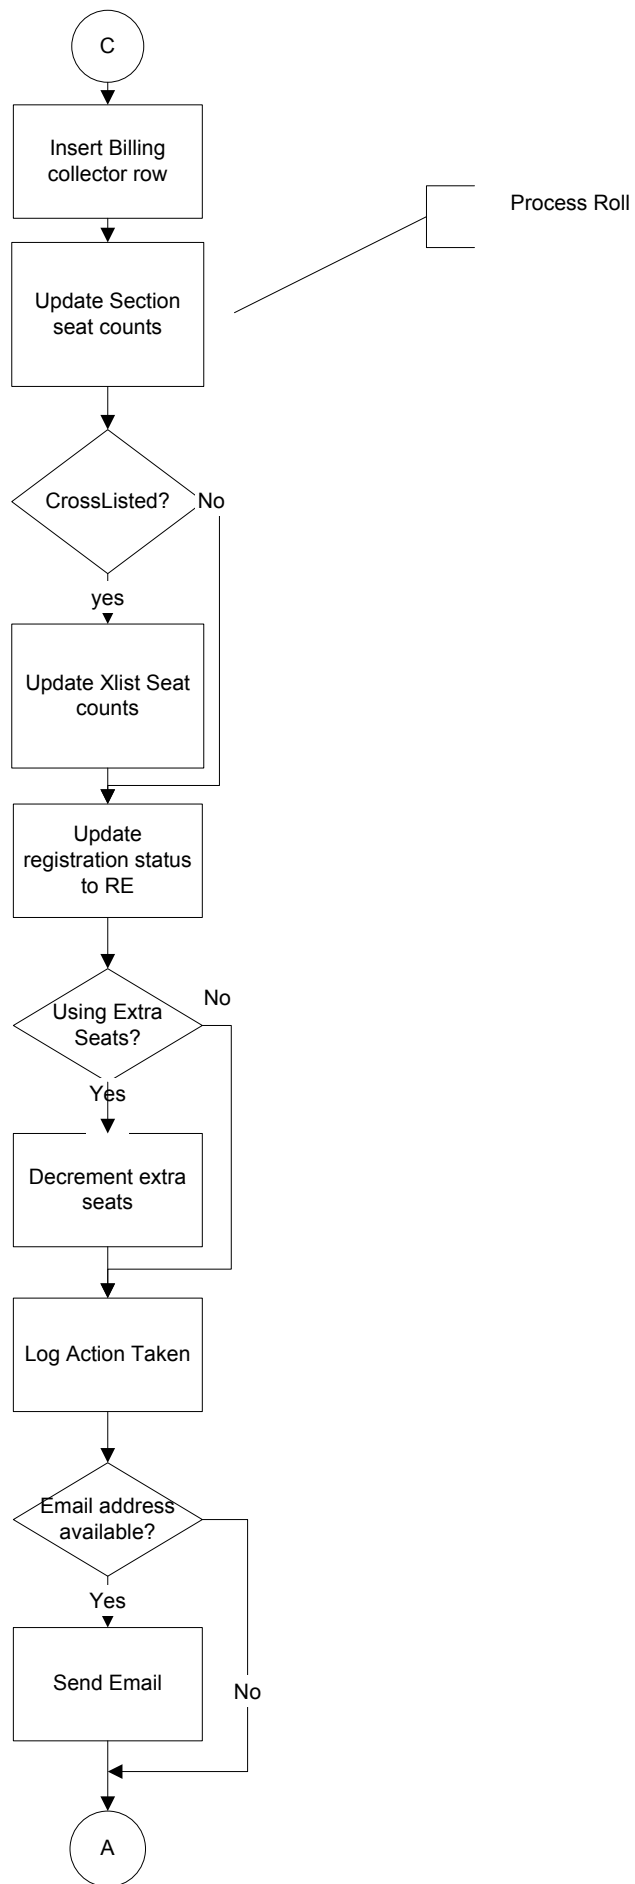 C
Insert Billing
collector row
Process Roll
Update Section
seat counts
CrossListed?
No
yes
Update Xlist Seat
counts
Update
registration status
to RE
No
Using Extra
Seats?
Yes
Decrement extra
seats
Log Action Taken
Email address
available?
Yes
Send Email
No
A